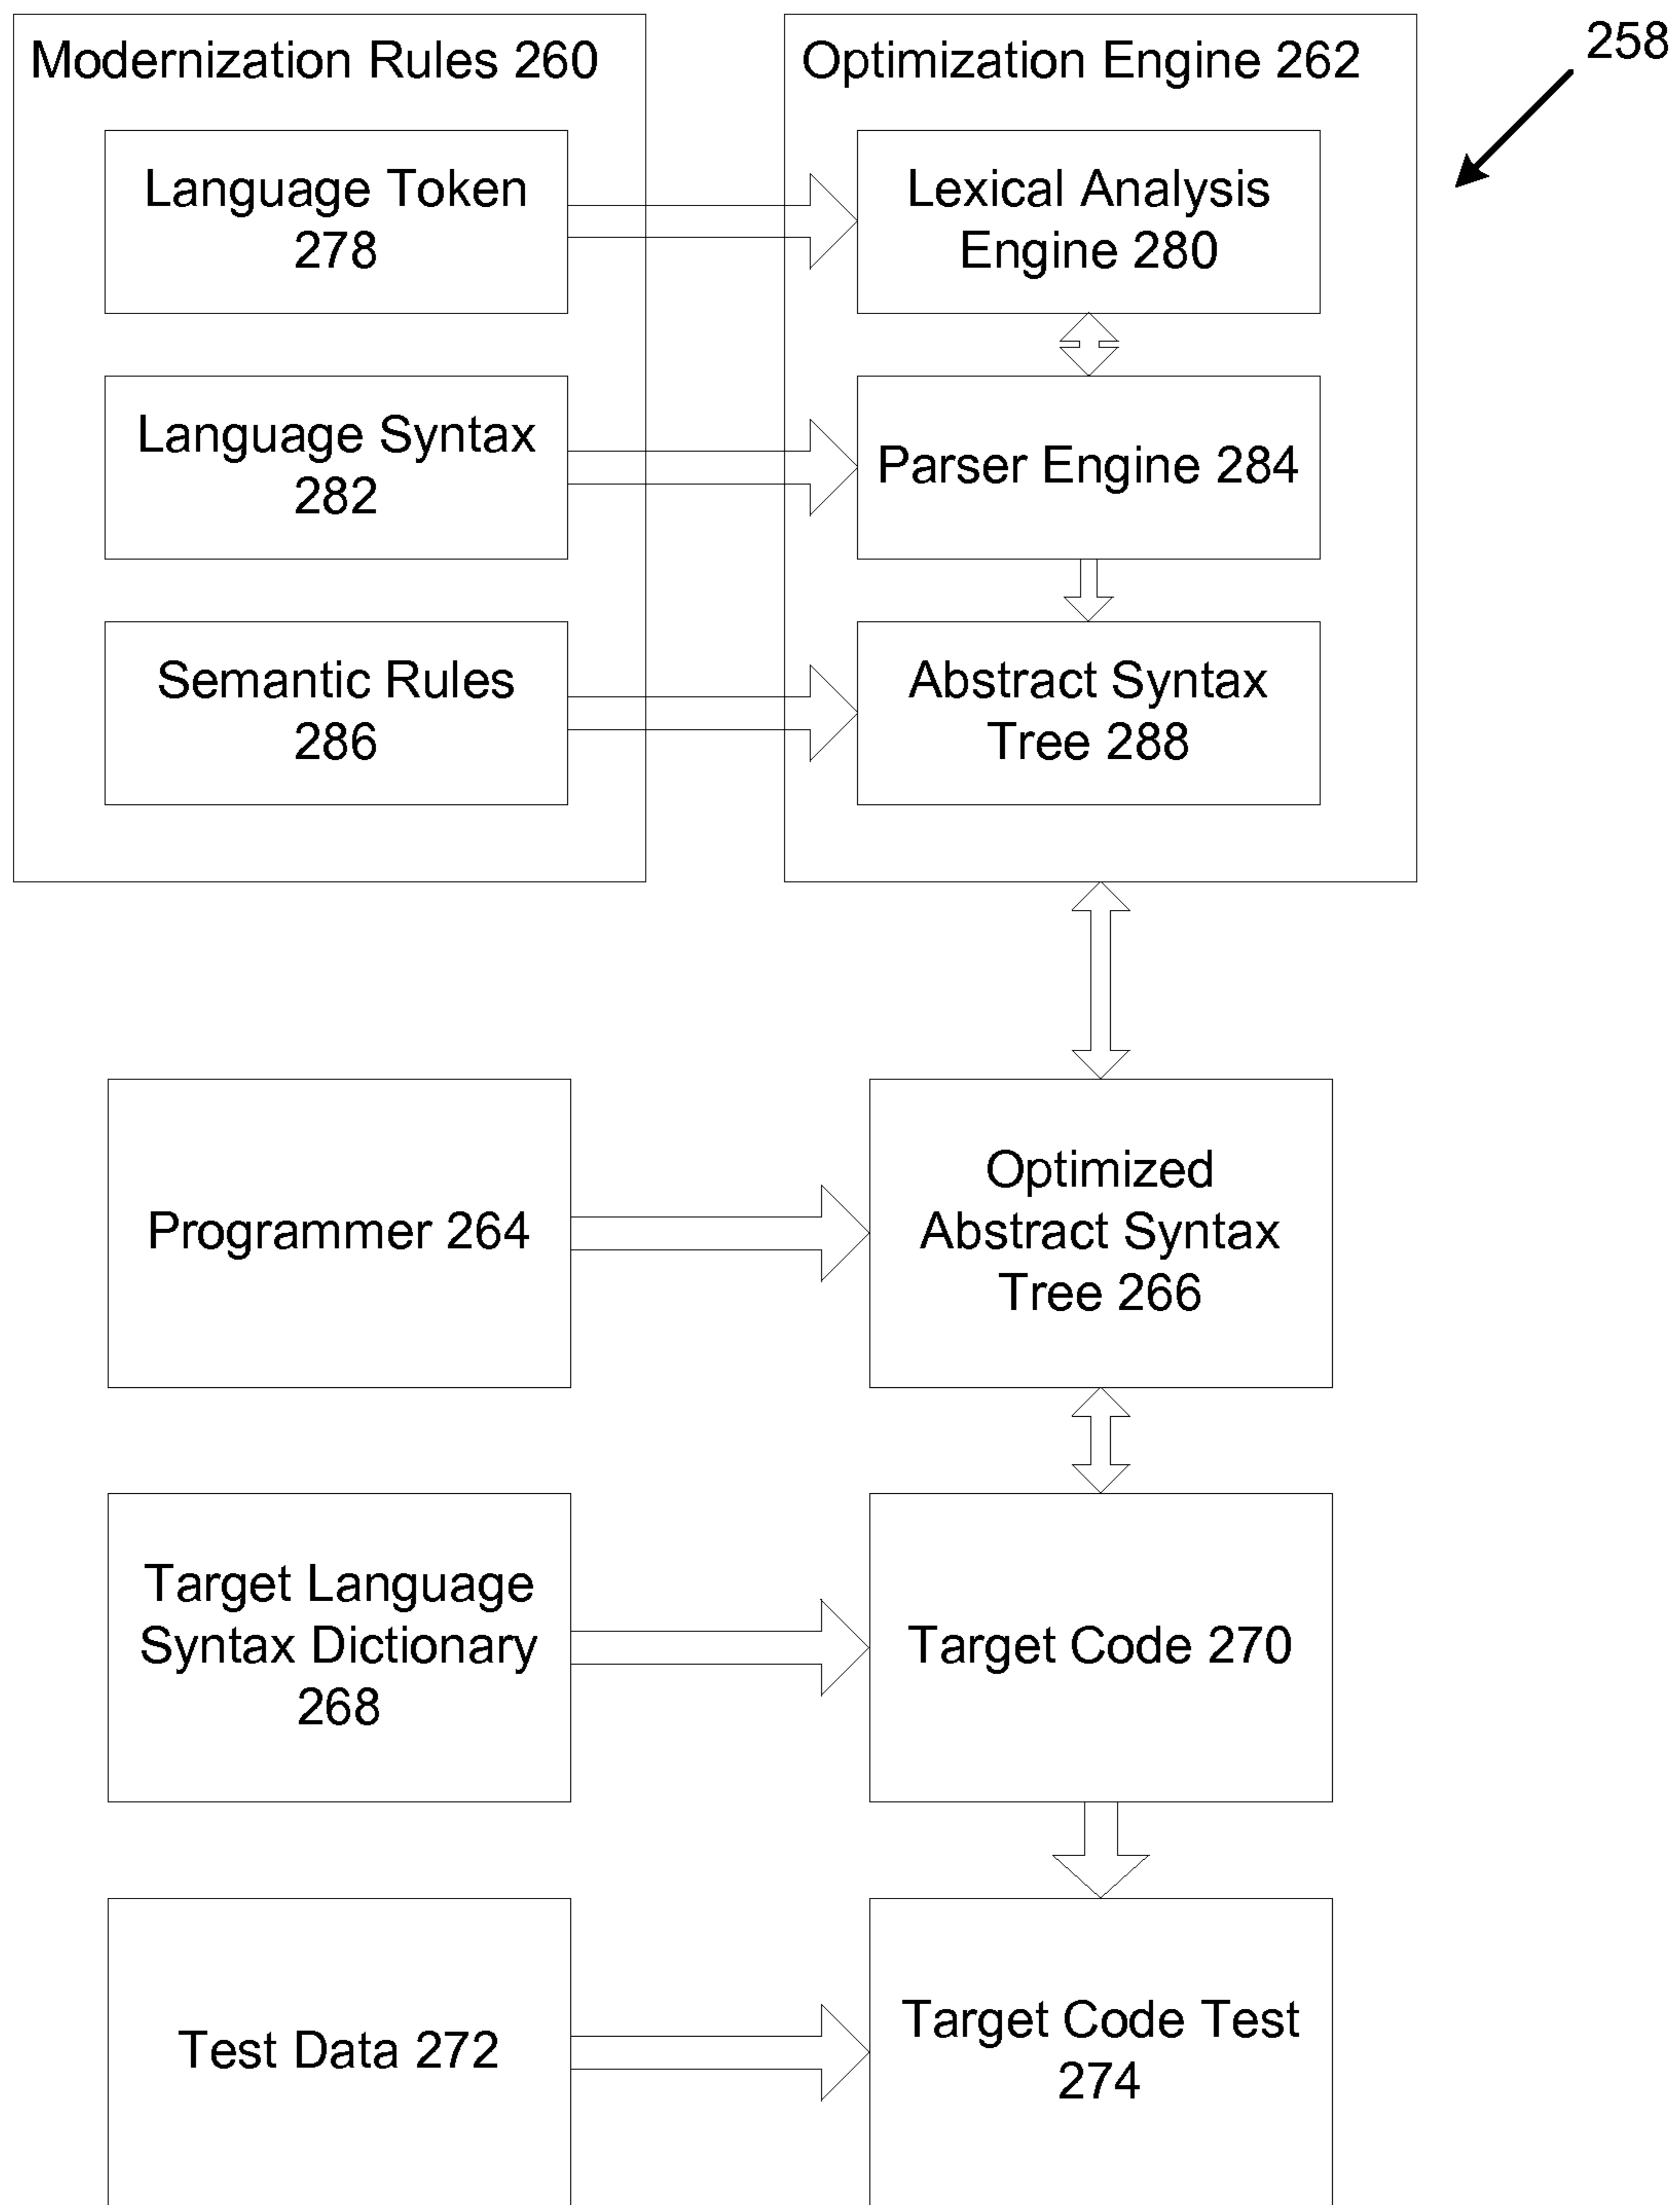 Modernization Rules 260
Optimization Engine 262
258
Language Token
278
Lexical Analysis
Engine 280
Language Syntax
282
Parser Engine 284
Semantic Rules
286
Abstract Syntax
Tree 288
Programmer 264
Optimized
Abstract Syntax
Tree 266
Target Language
Syntax Dictionary
268
Target Code 270
Test Data 272
Target Code Test
274